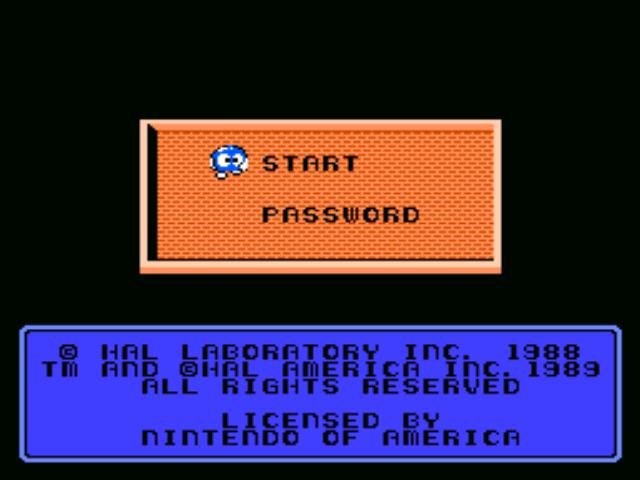 START
PASSWORD
© HAL LABORATORY INC. 1988
TM AND ©HAL AMERICA INC. 1989
ALL RIGHTS RESERVED
LICENSED BY
NINTENDO OF AMERICA